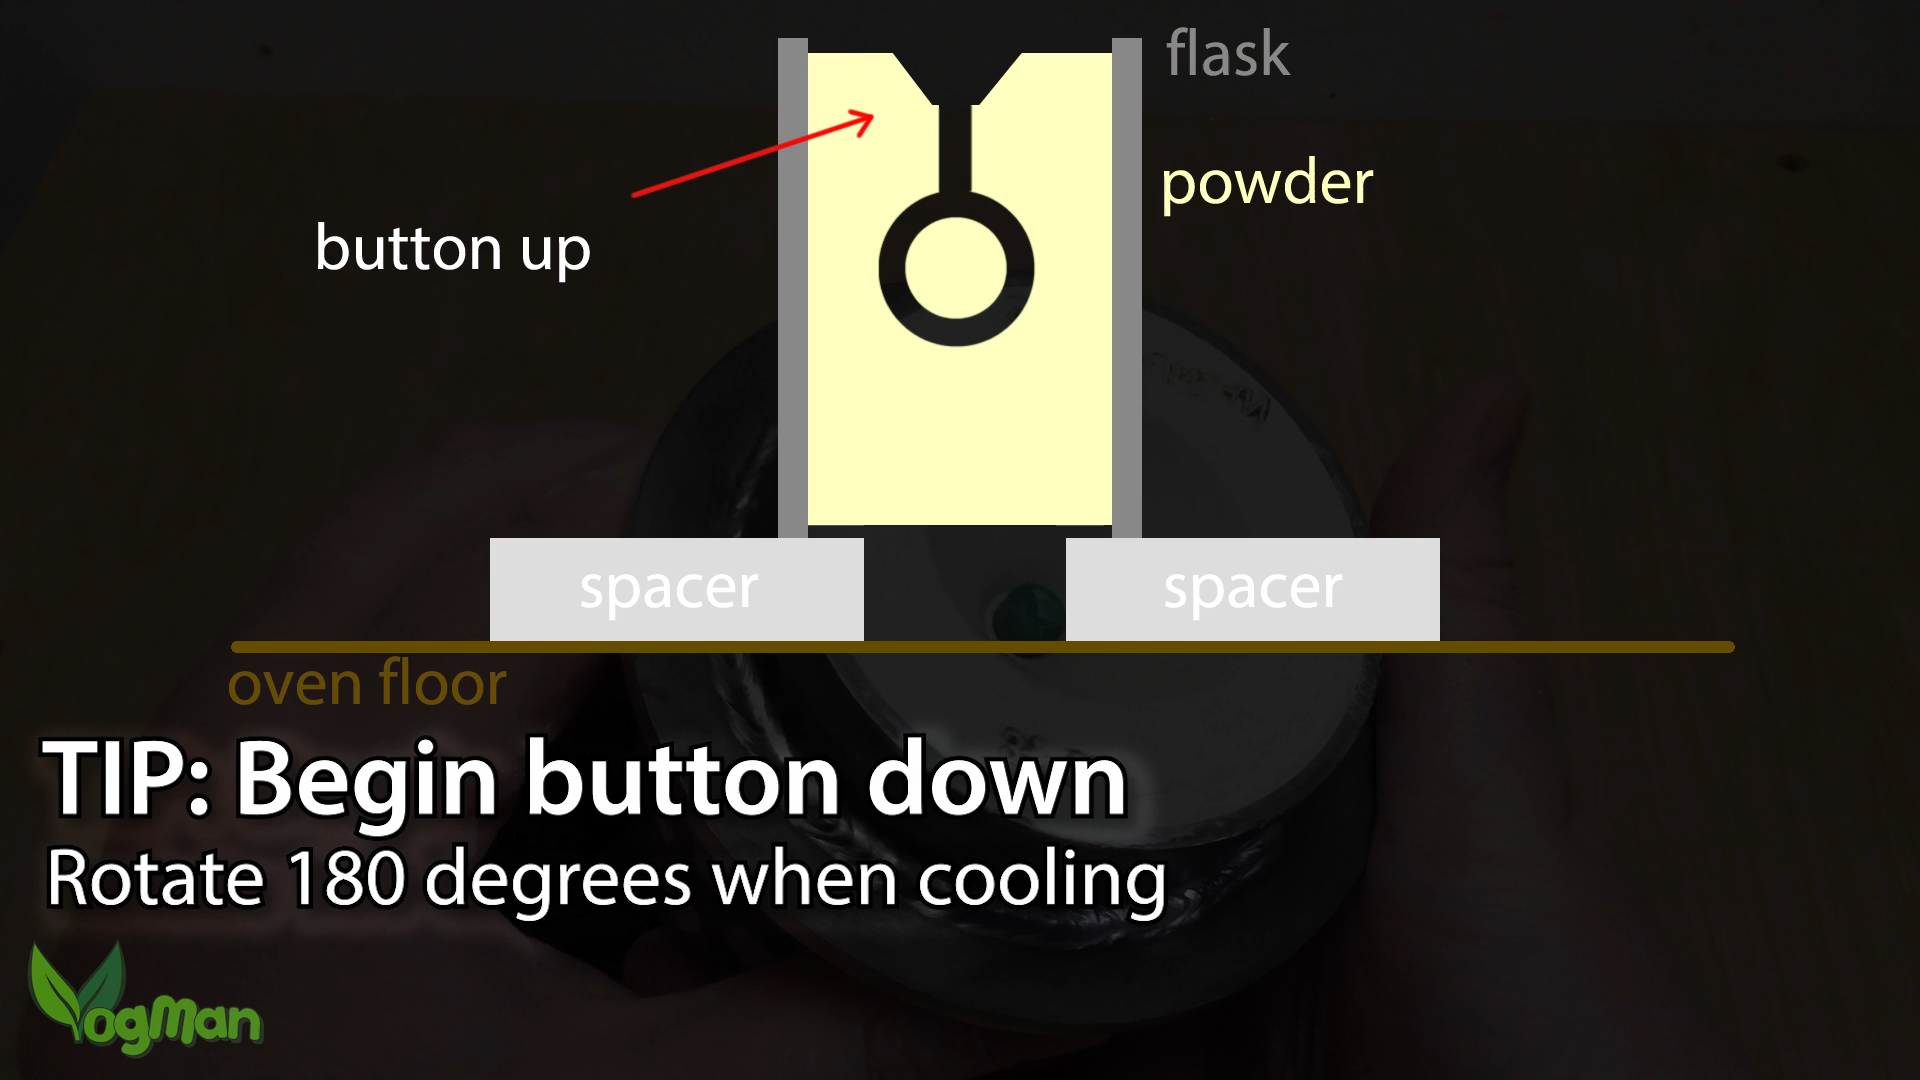 flask
powder
button up
spacer
spacer
oven floor
TIP: Begin button down
Rotate 180 degrees when cooling
YogMan